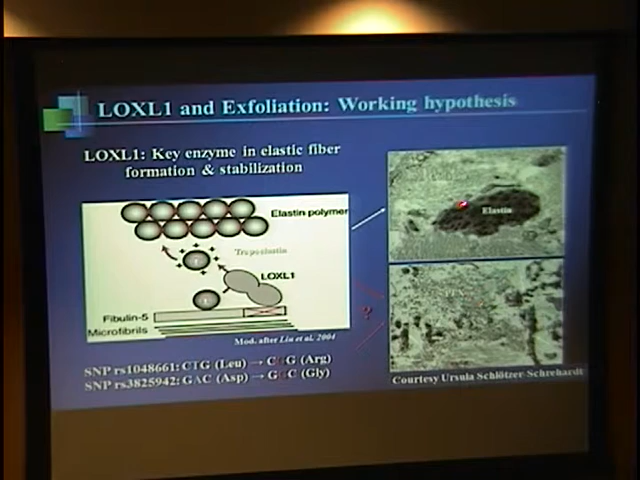 LOXL1 and Exfoliation: Working hypothesis
LOXL1: Key enzyme in elastic fiber
formation & stabilization
Elastin polymer
Tropoelastin
LOXL1
Fibulin-5
Microfibrils
Mod. after Liu et al. 2004
Elastin
?
SNP rs1048661: CTG (Leu) → CGG (Arg)
SNP rs3825942: GAC (Asp) → GGC (Gly)
Courtesy Ursula Schlötzer-Schrehardt